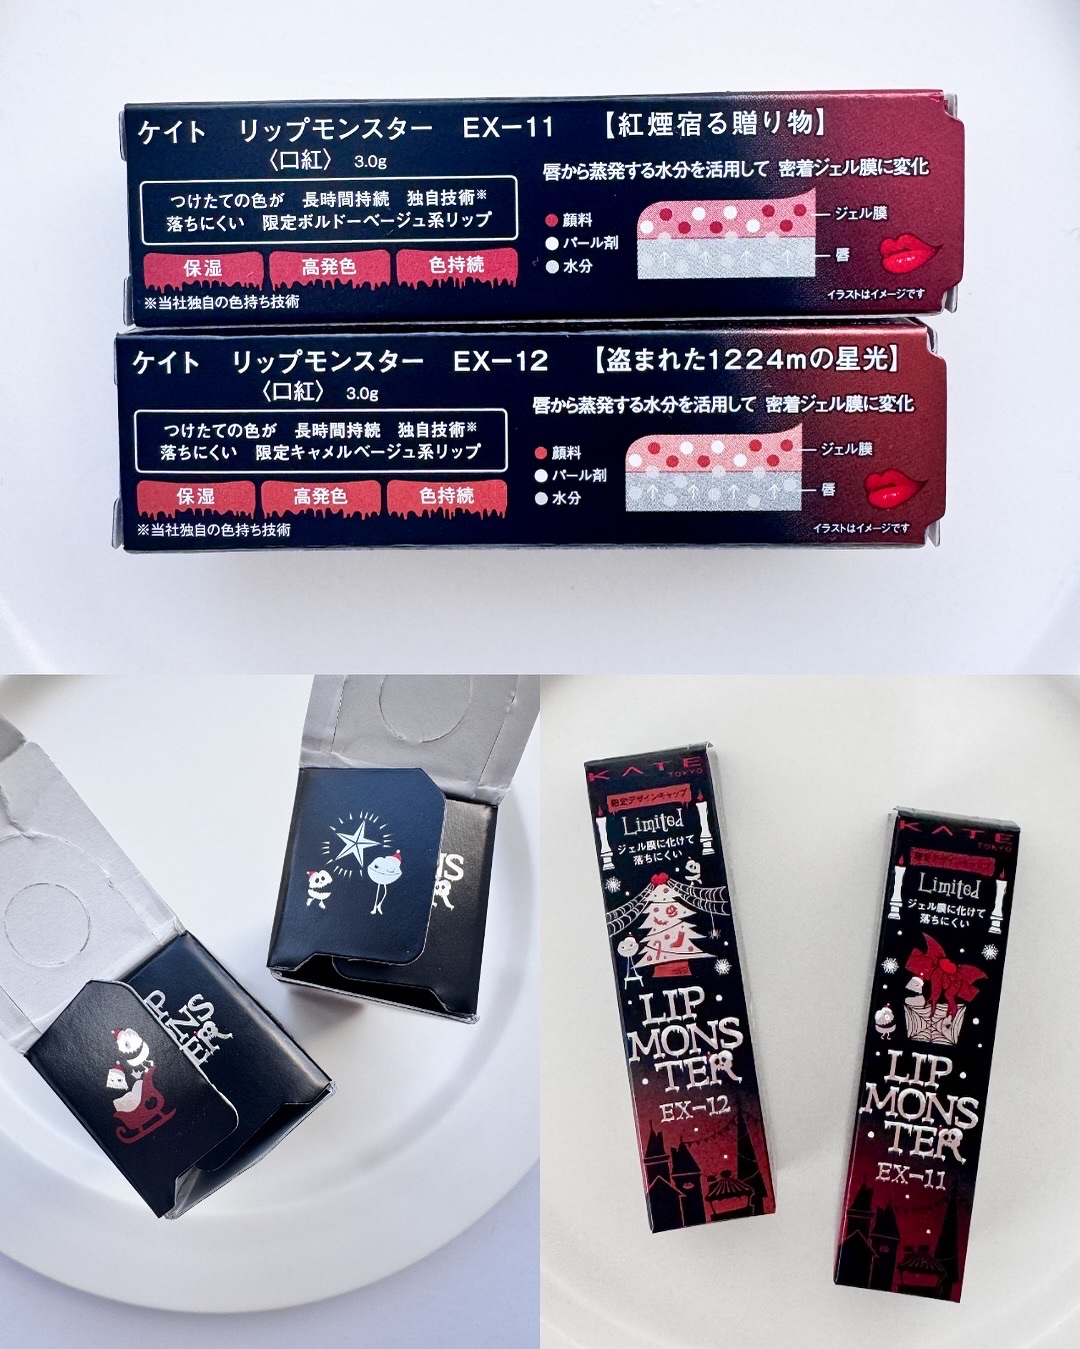 ケイト リップモンスター EX－11 【紅煙宿る贈り物】
〈口紅〉 3.0g
つけたての色が 長時間持続 独自技術※
落ちにくい 限定ボルドーベージュ系リップ
保湿 高発色 色持続
※当社独自の色持ち技術
唇から蒸発する水分を活用して 密着ジェル膜に変化
顔料
パール剤
水分
ジェル膜
唇
イラストはイメージです
ケイト リップモンスター EX－12 【盗まれた1224mの星光】
〈口紅〉 3.0g
つけたての色が 長時間持続 独自技術※
落ちにくい 限定キャメルベージュ系リップ
保湿 高発色 色持続
※当社独自の色持ち技術
唇から蒸発する水分を活用して 密着ジェル膜に変化
顔料
パール剤
水分
ジェル膜
唇
イラストはイメージです
KATE
TOKYO
限定デザインキャップ
Limited
ジェル膜に化けて
落ちにくい
LIP
MONS
TER
EX－12
KATE
TOKYO
限定デザインキャップ
Limited
ジェル膜に化けて
落ちにくい
LIP
MONS
TER
EX－11